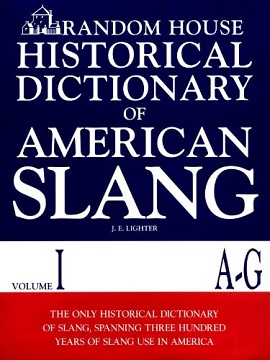 RANDOM HOUSE
HISTORICAL
DICTIONARY
OF
AMERICAN
SLANG
J. E. LIGHTER
VOLUME I A-G
THE ONLY HISTORICAL DICTIONARY
OF SLANG, SPANNING THREE HUNDRED
YEARS OF SLANG USE IN AMERICA